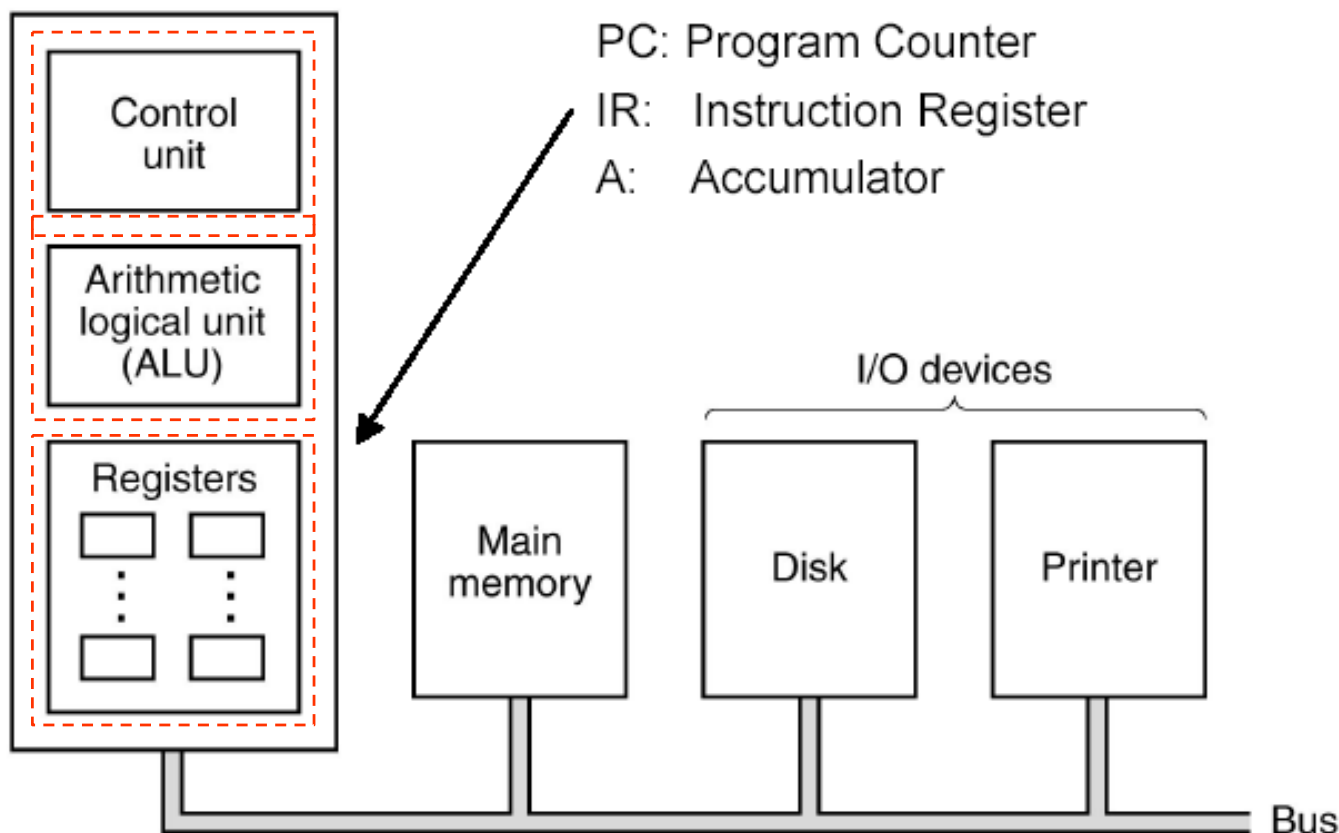 PC: Program Counter
IR: Instruction Register
A: Accumulator
Control
unit
Arithmetic
logical unit
(ALU)
Registers
I/O devices
Main
memory
Disk
Printer
Bus